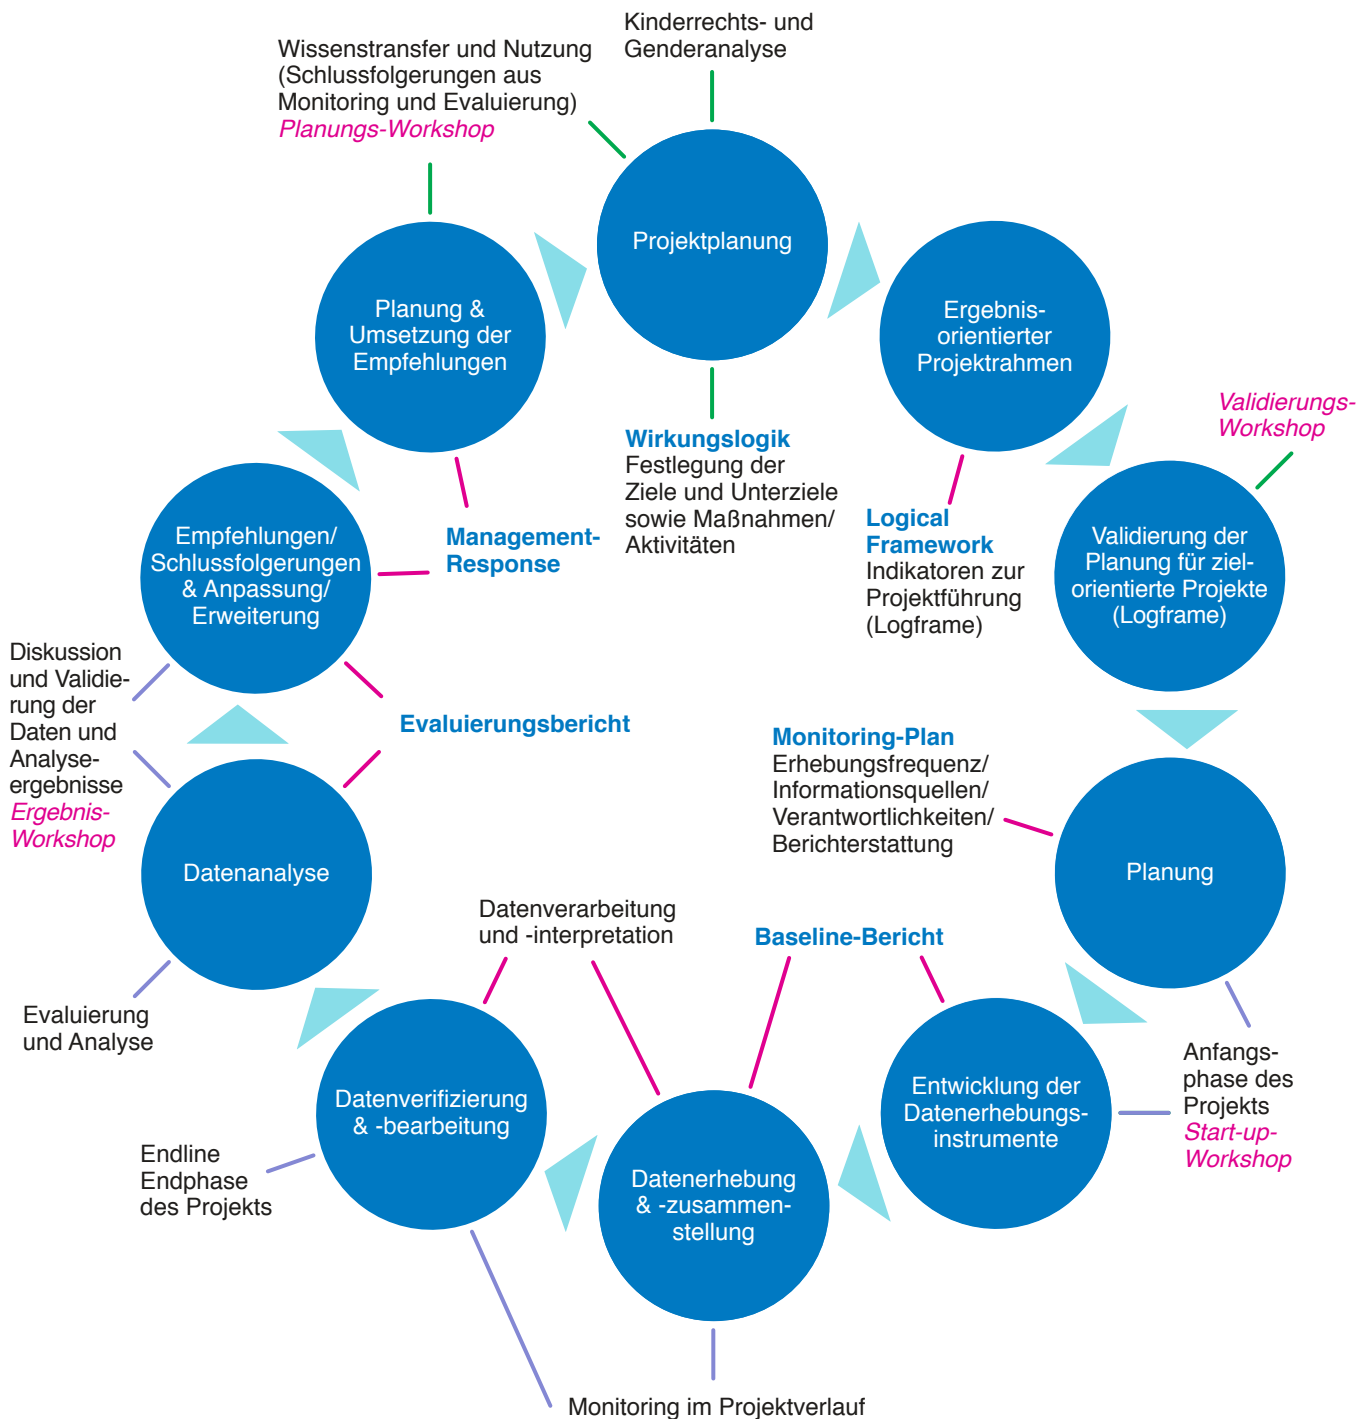 Kinderrechts- und
Genderanalyse
Wissenstransfer und Nutzung
(Schlussfolgerungen aus
Monitoring und Evaluierung)
Planungs-Workshop
Projektplanung
Planung &
Umsetzung der
Empfehlungen
Ergebnis-
orientierter
Projektrahmen
Wirkungslogik
Festlegung der
Ziele und Unterziele
sowie Maßnahmen/
Aktivitäten
Validierungs-
Workshop
Logical
Framework
Indikatoren zur
Projektführung
(Logframe)
Validierung der
Planung für ziel-
orientierte Projekte
(Logframe)
Management-
Response
Empfehlungen/
Schlussfolgerungen
& Anpassung/
Erweiterung
Diskussion
und Validie-
rung der
Daten und
Analyse-
ergebnisse
Ergebnis-
Workshop
Evaluierungsbericht
Monitoring-Plan
Erhebungsfrequenz/
Informationsquellen/
Verantwortlichkeiten/
Berichterstattung
Planung
Datenanalyse
Datenverarbeitung
und -interpretation
Baseline-Bericht
Evaluierung
und Analyse
Anfangs-
phase des
Projekts
Start-up-
Workshop
Entwicklung der
Datenerhebungs-
instrumente
Datenverifizierung
& -bearbeitung
Endline
Endphase
des Projekts
Datenerhebung
& -zusammen-
stellung
Monitoring im Projektverlauf